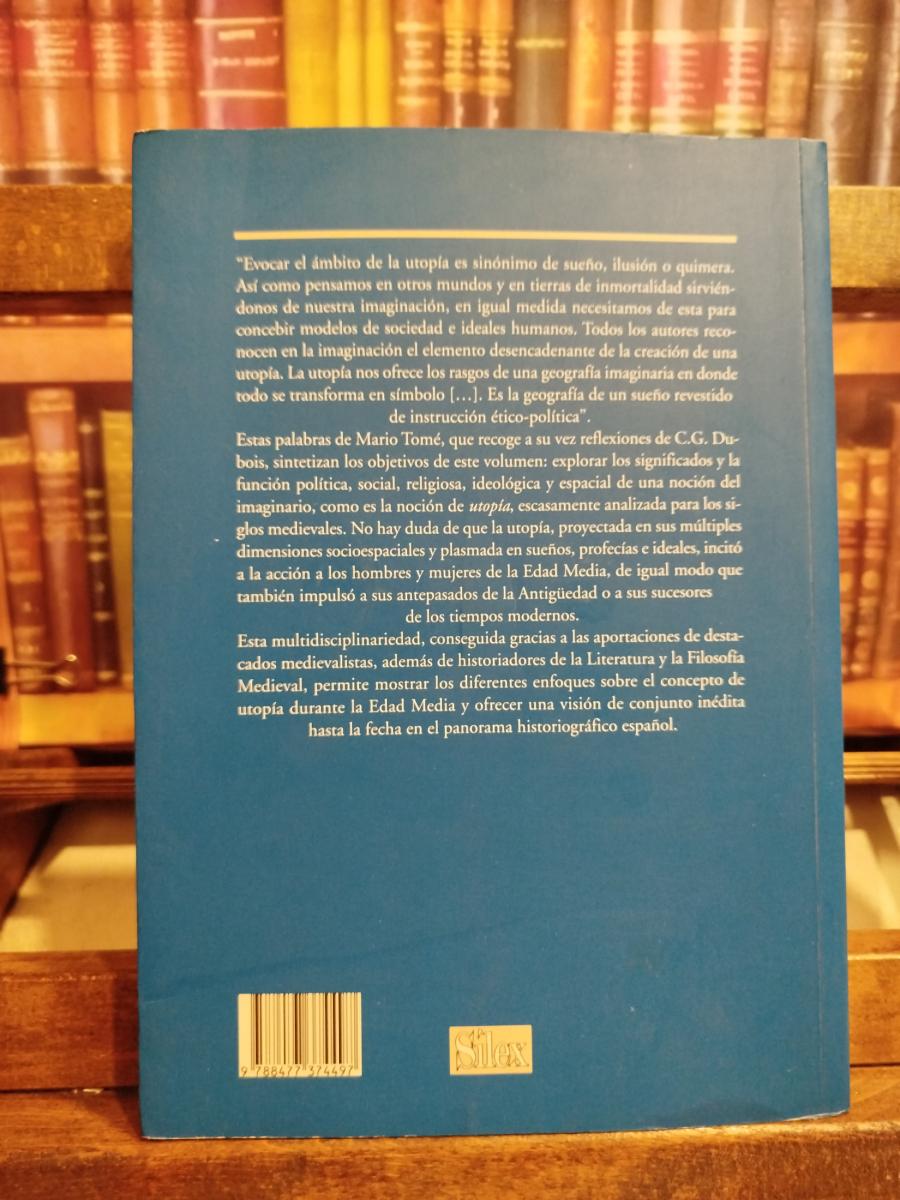 “Evocar el ámbito de la utopía es sinónimo de sueño, ilusión o quimera.
Así como pensamos en otros mundos y en tierras de inmortalidad sirvién-
donos de nuestra imaginación, en igual medida necesitamos de esta para
concebir modelos de sociedad e ideales humanos. Todos los autores reco-
nocen en la imaginación el elemento desencadenante de la creación de una
utopía. La utopía nos ofrece los rasgos de una geografía imaginaria en donde
todo se transforma en símbolo […]. Es la geografía de un sueño revestido
de instrucción ético-política”.
Estas palabras de Mario Tomé, que recoge a su vez reflexiones de C.G. Du-
bois, sintetizan los objetivos de este volumen: explorar los significados y la
función política, social, religiosa, ideológica y espacial de una noción del
imaginario, como es la noción de utopía, escasamente analizada para los si-
glos medievales. No hay duda de que la utopía, proyectada en sus múltiples
dimensiones socioespaciales y plasmada en sueños, profecías e ideales, incitó
a la acción a los hombres y mujeres de la Edad Media, de igual modo que
también impulsó a sus antepasados de la Antigüedad o a sus sucesores
de los tiempos modernos.
Esta multidisciplinariedad, conseguida gracias a las aportaciones de desta-
cados medievalistas, además de historiadores de la Literatura y la Filosofía
Medieval, permite mostrar los diferentes enfoques sobre el concepto de
utopía durante la Edad Media y ofrecer una visión de conjunto inédita
hasta la fecha en el panorama historiográfico español.
9 788477 374497
Sílex